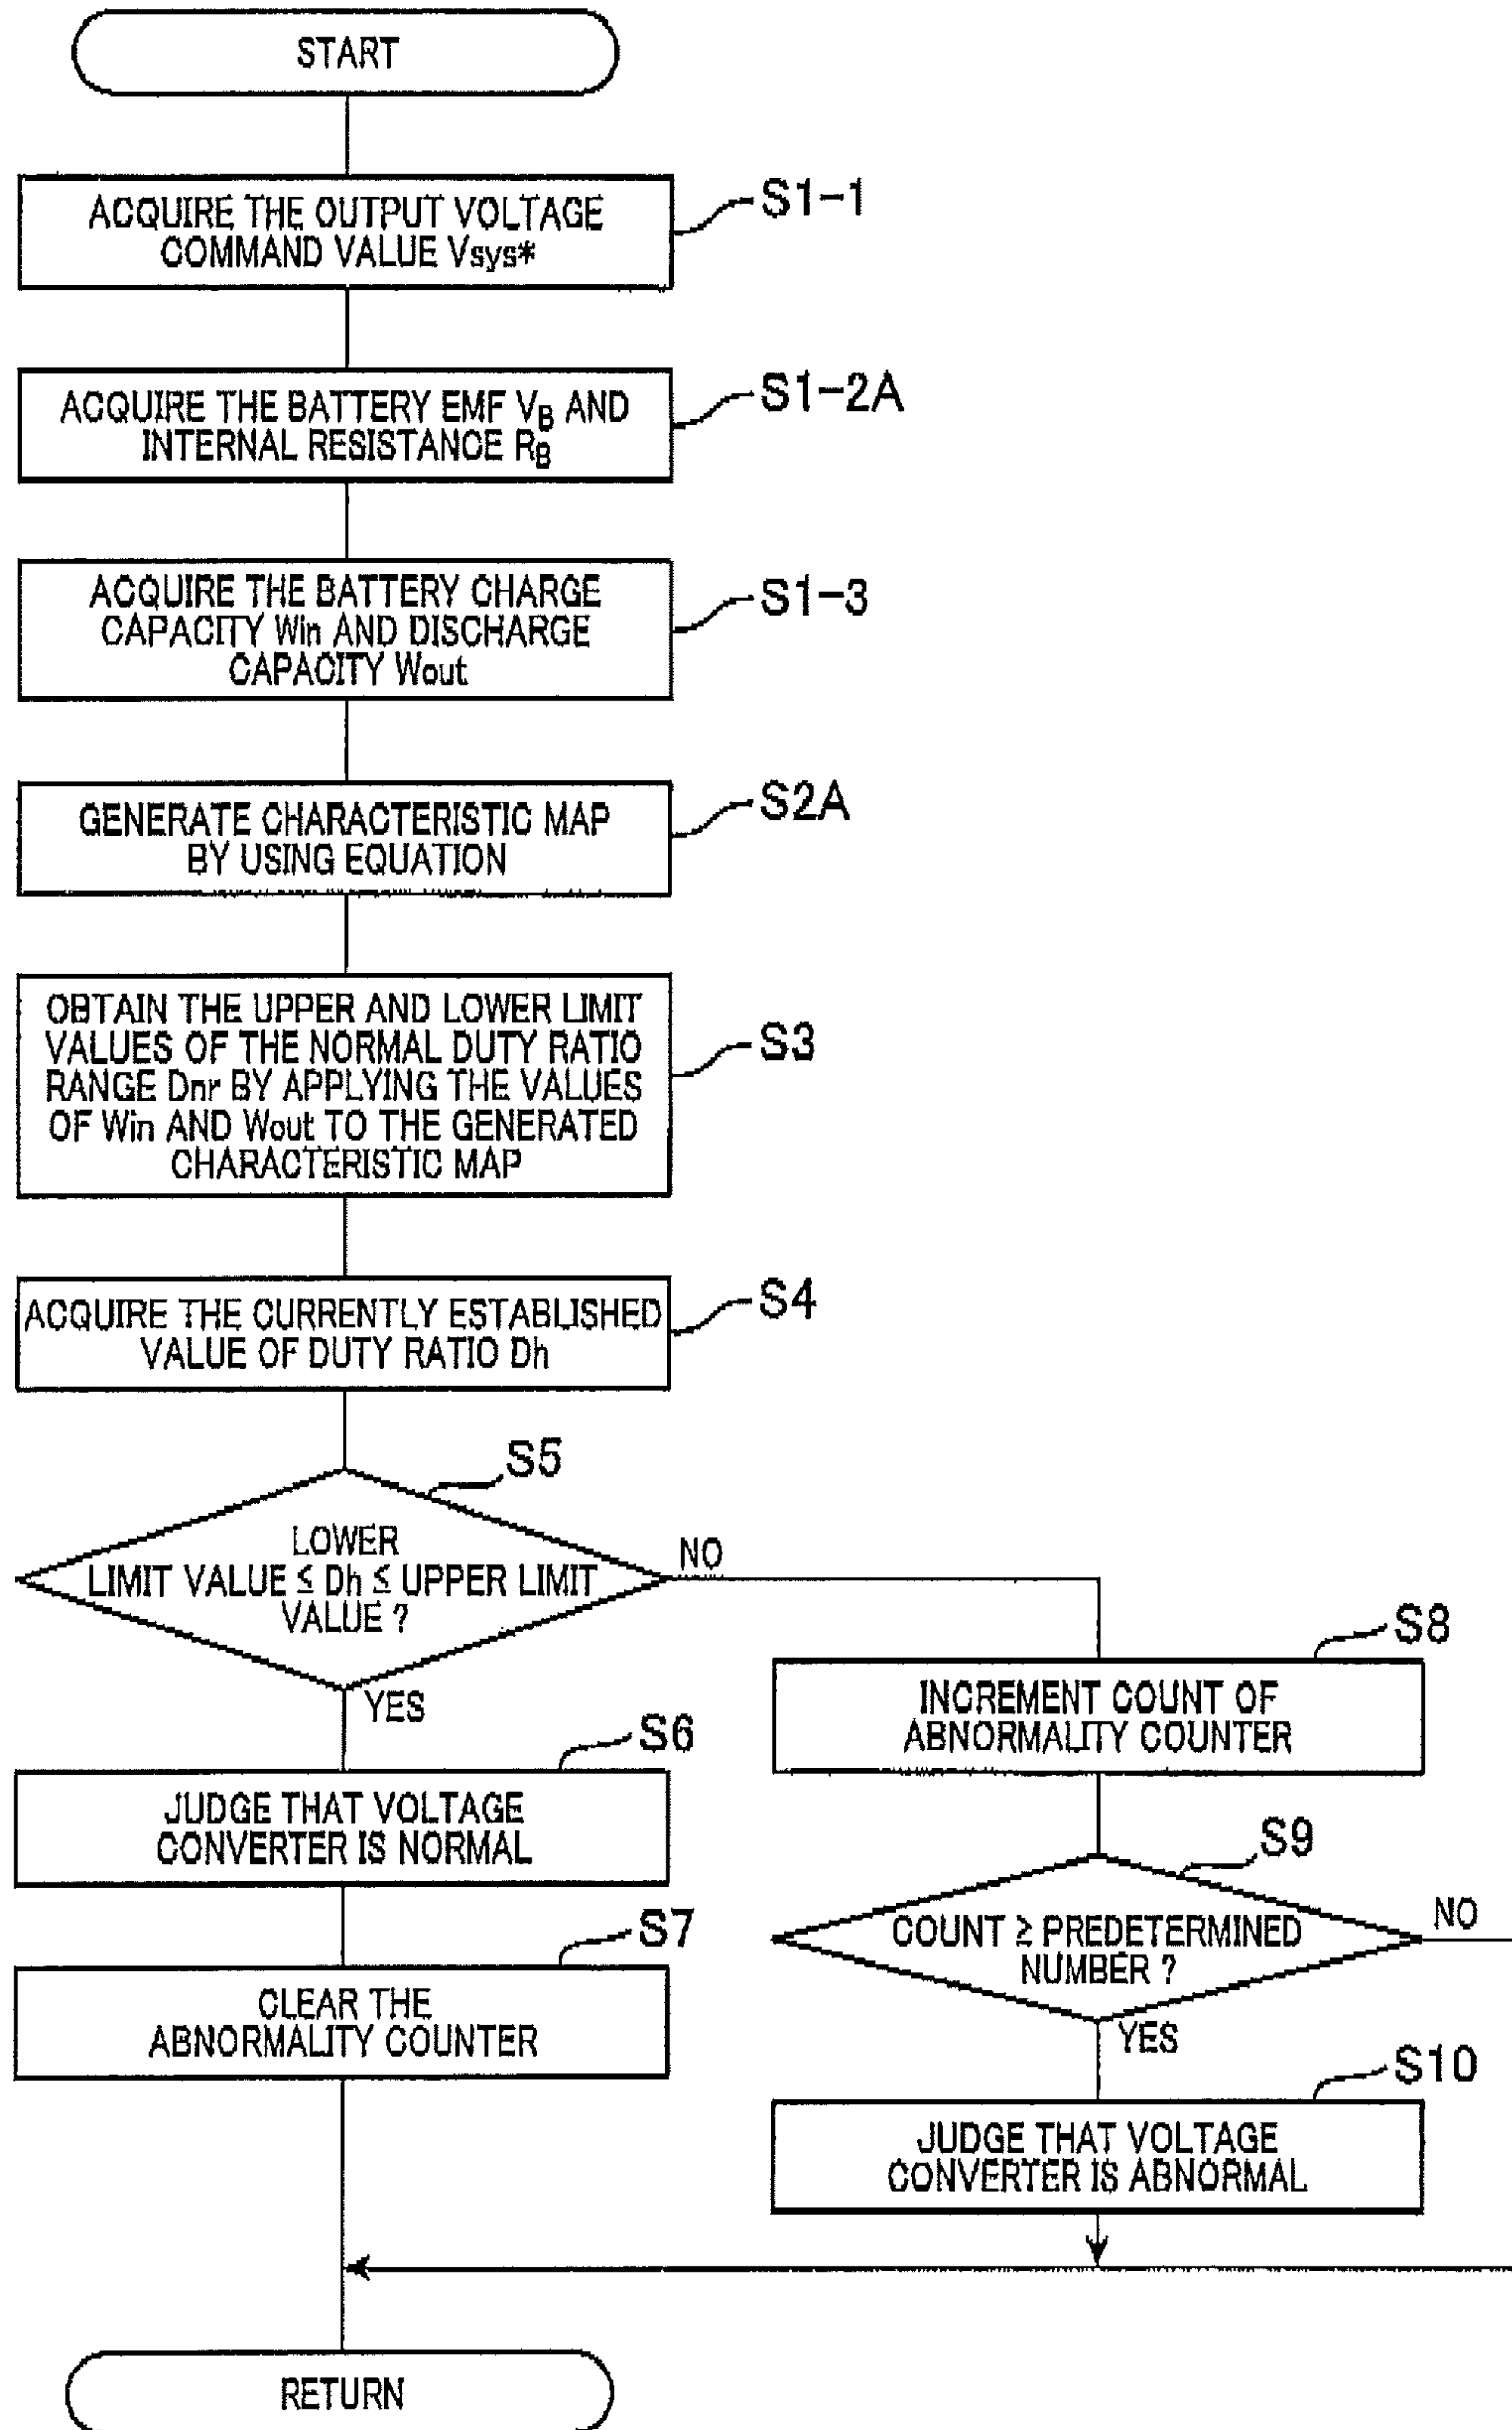 START
S1-1
ACQUIRE THE OUTPUT VOLTAGE
COMMAND VALUE Vsys*
S1-2A
ACQUIRE THE BATTERY EMF VB AND
INTERNAL RESISTANCE RB
S1-3
ACQUIRE THE BATTERY CHARGE
CAPACITY Win AND DISCHARGE
CAPACITY Wout
S2A
GENERATE CHARACTERISTIC MAP
BY USING EQUATION
S3
OBTAIN THE UPPER AND LOWER LIMIT
VALUES OF THE NORMAL DUTY RATIO
RANGE Dnr BY APPLYING THE VALUES
OF Win AND Wout TO THE GENERATED
CHARACTERISTIC MAP
S4
ACQUIRE THE CURRENTLY ESTABLISHED
VALUE OF DUTY RATIO Dh
S5
LOWER
LIMIT VALUE ≤ Dh ≤ UPPER LIMIT
VALUE ?
NO
YES
S6
JUDGE THAT VOLTAGE
CONVERTER IS NORMAL
S7
CLEAR THE
ABNORMALITY COUNTER
S8
INCREMENT COUNT OF
ABNORMALITY COUNTER
S9
COUNT ≥ PREDETERMINED
NUMBER ?
NO
YES
S10
JUDGE THAT VOLTAGE
CONVERTER IS ABNORMAL
RETURN